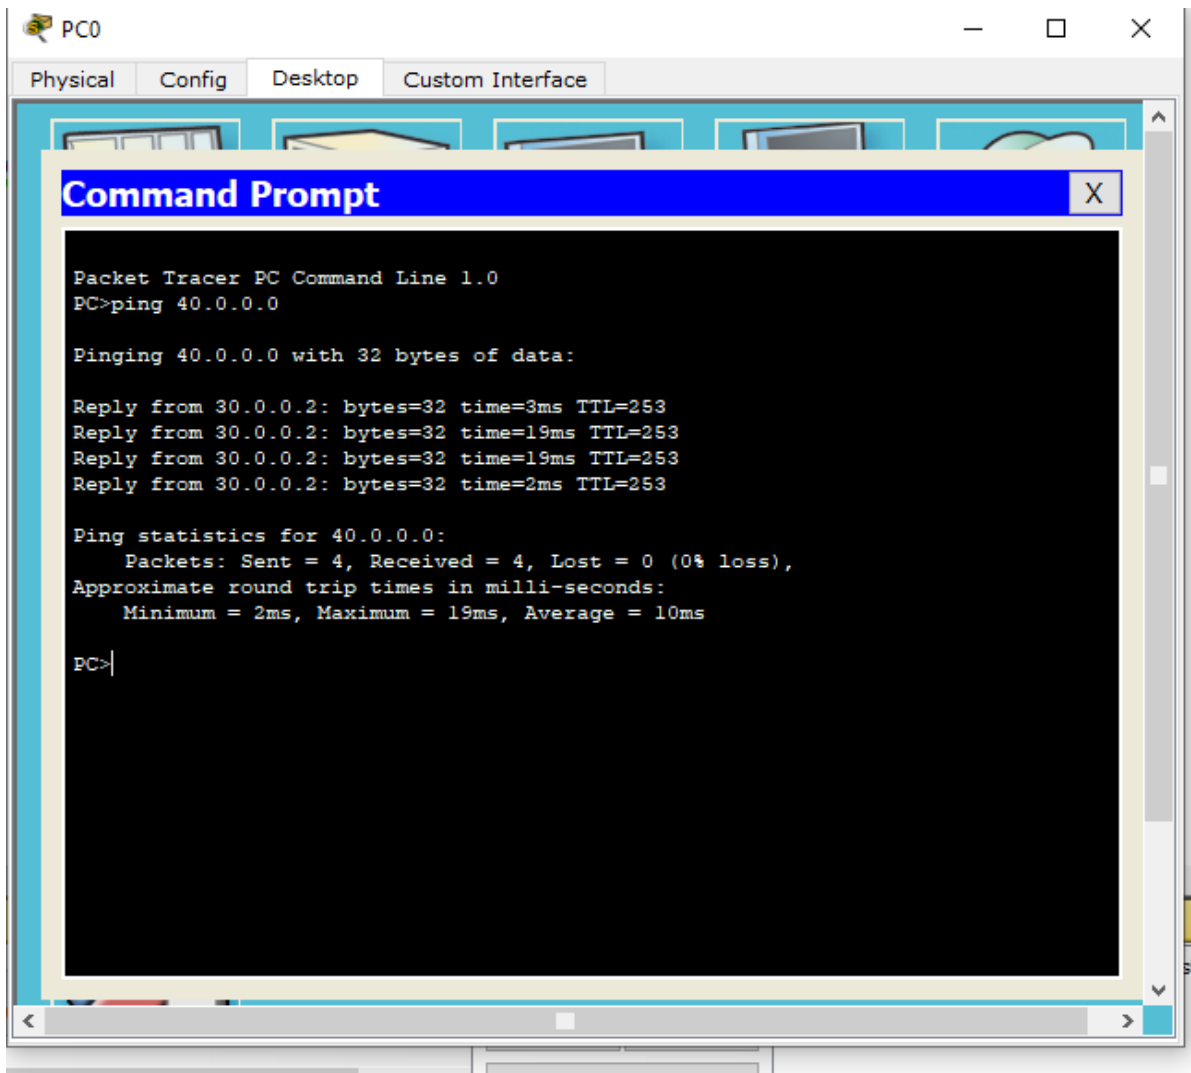 PC0
Physical Config Desktop Custom Interface
Command Prompt X
Packet Tracer PC Command Line 1.0
PC>ping 40.0.0.0
Pinging 40.0.0.0 with 32 bytes of data:
Reply from 30.0.0.2: bytes=32 time=3ms TTL=253
Reply from 30.0.0.2: bytes=32 time=19ms TTL=253
Reply from 30.0.0.2: bytes=32 time=19ms TTL=253
Reply from 30.0.0.2: bytes=32 time=2ms TTL=253
Ping statistics for 40.0.0.0:
Packets: Sent = 4, Received = 4, Lost = 0 (0% loss),
Approximate round trip times in milli-seconds:
Minimum = 2ms, Maximum = 19ms, Average = 10ms
PC>